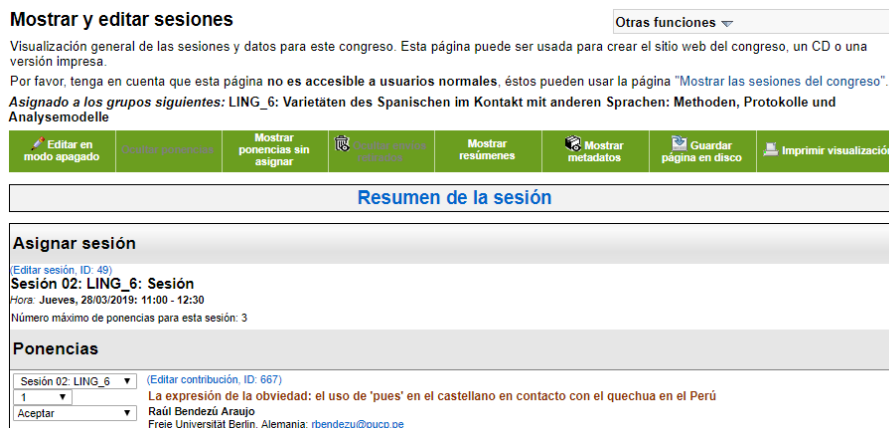 Mostrar y editar sesiones
Otras funciones
Visualización general de las sesiones y datos para este congreso. Esta página puede ser usada para crear el sitio web del congreso, un CD o una
versión impresa.
Por favor, tenga en cuenta que esta página no es accesible a usuarios normales, éstos pueden usar la página "Mostrar las sesiones del congreso".
Asignado a los grupos siguientes: LING_6: Varietäten des Spanischen im Kontakt mit anderen Sprachen: Methoden, Protokolle und
Analysemodelle
Editar en
modo apagado
Mostrar
ponencias sin
asignar
Mostrar
resúmenes
Mostrar
metadatos
Guardar
página en disco
Imprimir visualización
Resumen de la sesión
Asignar sesión
(Editar sesión, ID: 49)
Sesión 02: LING_6: Sesión
Hora: Jueves, 28/03/2019: 11:00 - 12:30
Número máximo de ponencias para esta sesión: 3
Ponencias
Sesión 02: LING_6
(Editar contribución, ID: 667)
1
La expresión de la obviedad: el uso de 'pues' en el castellano en contacto con el quechua en el Perú
Aceptar
Raúl Bendezú Araujo
Freie Universität Berlin, Alemania; rbendezu@pucp.pe